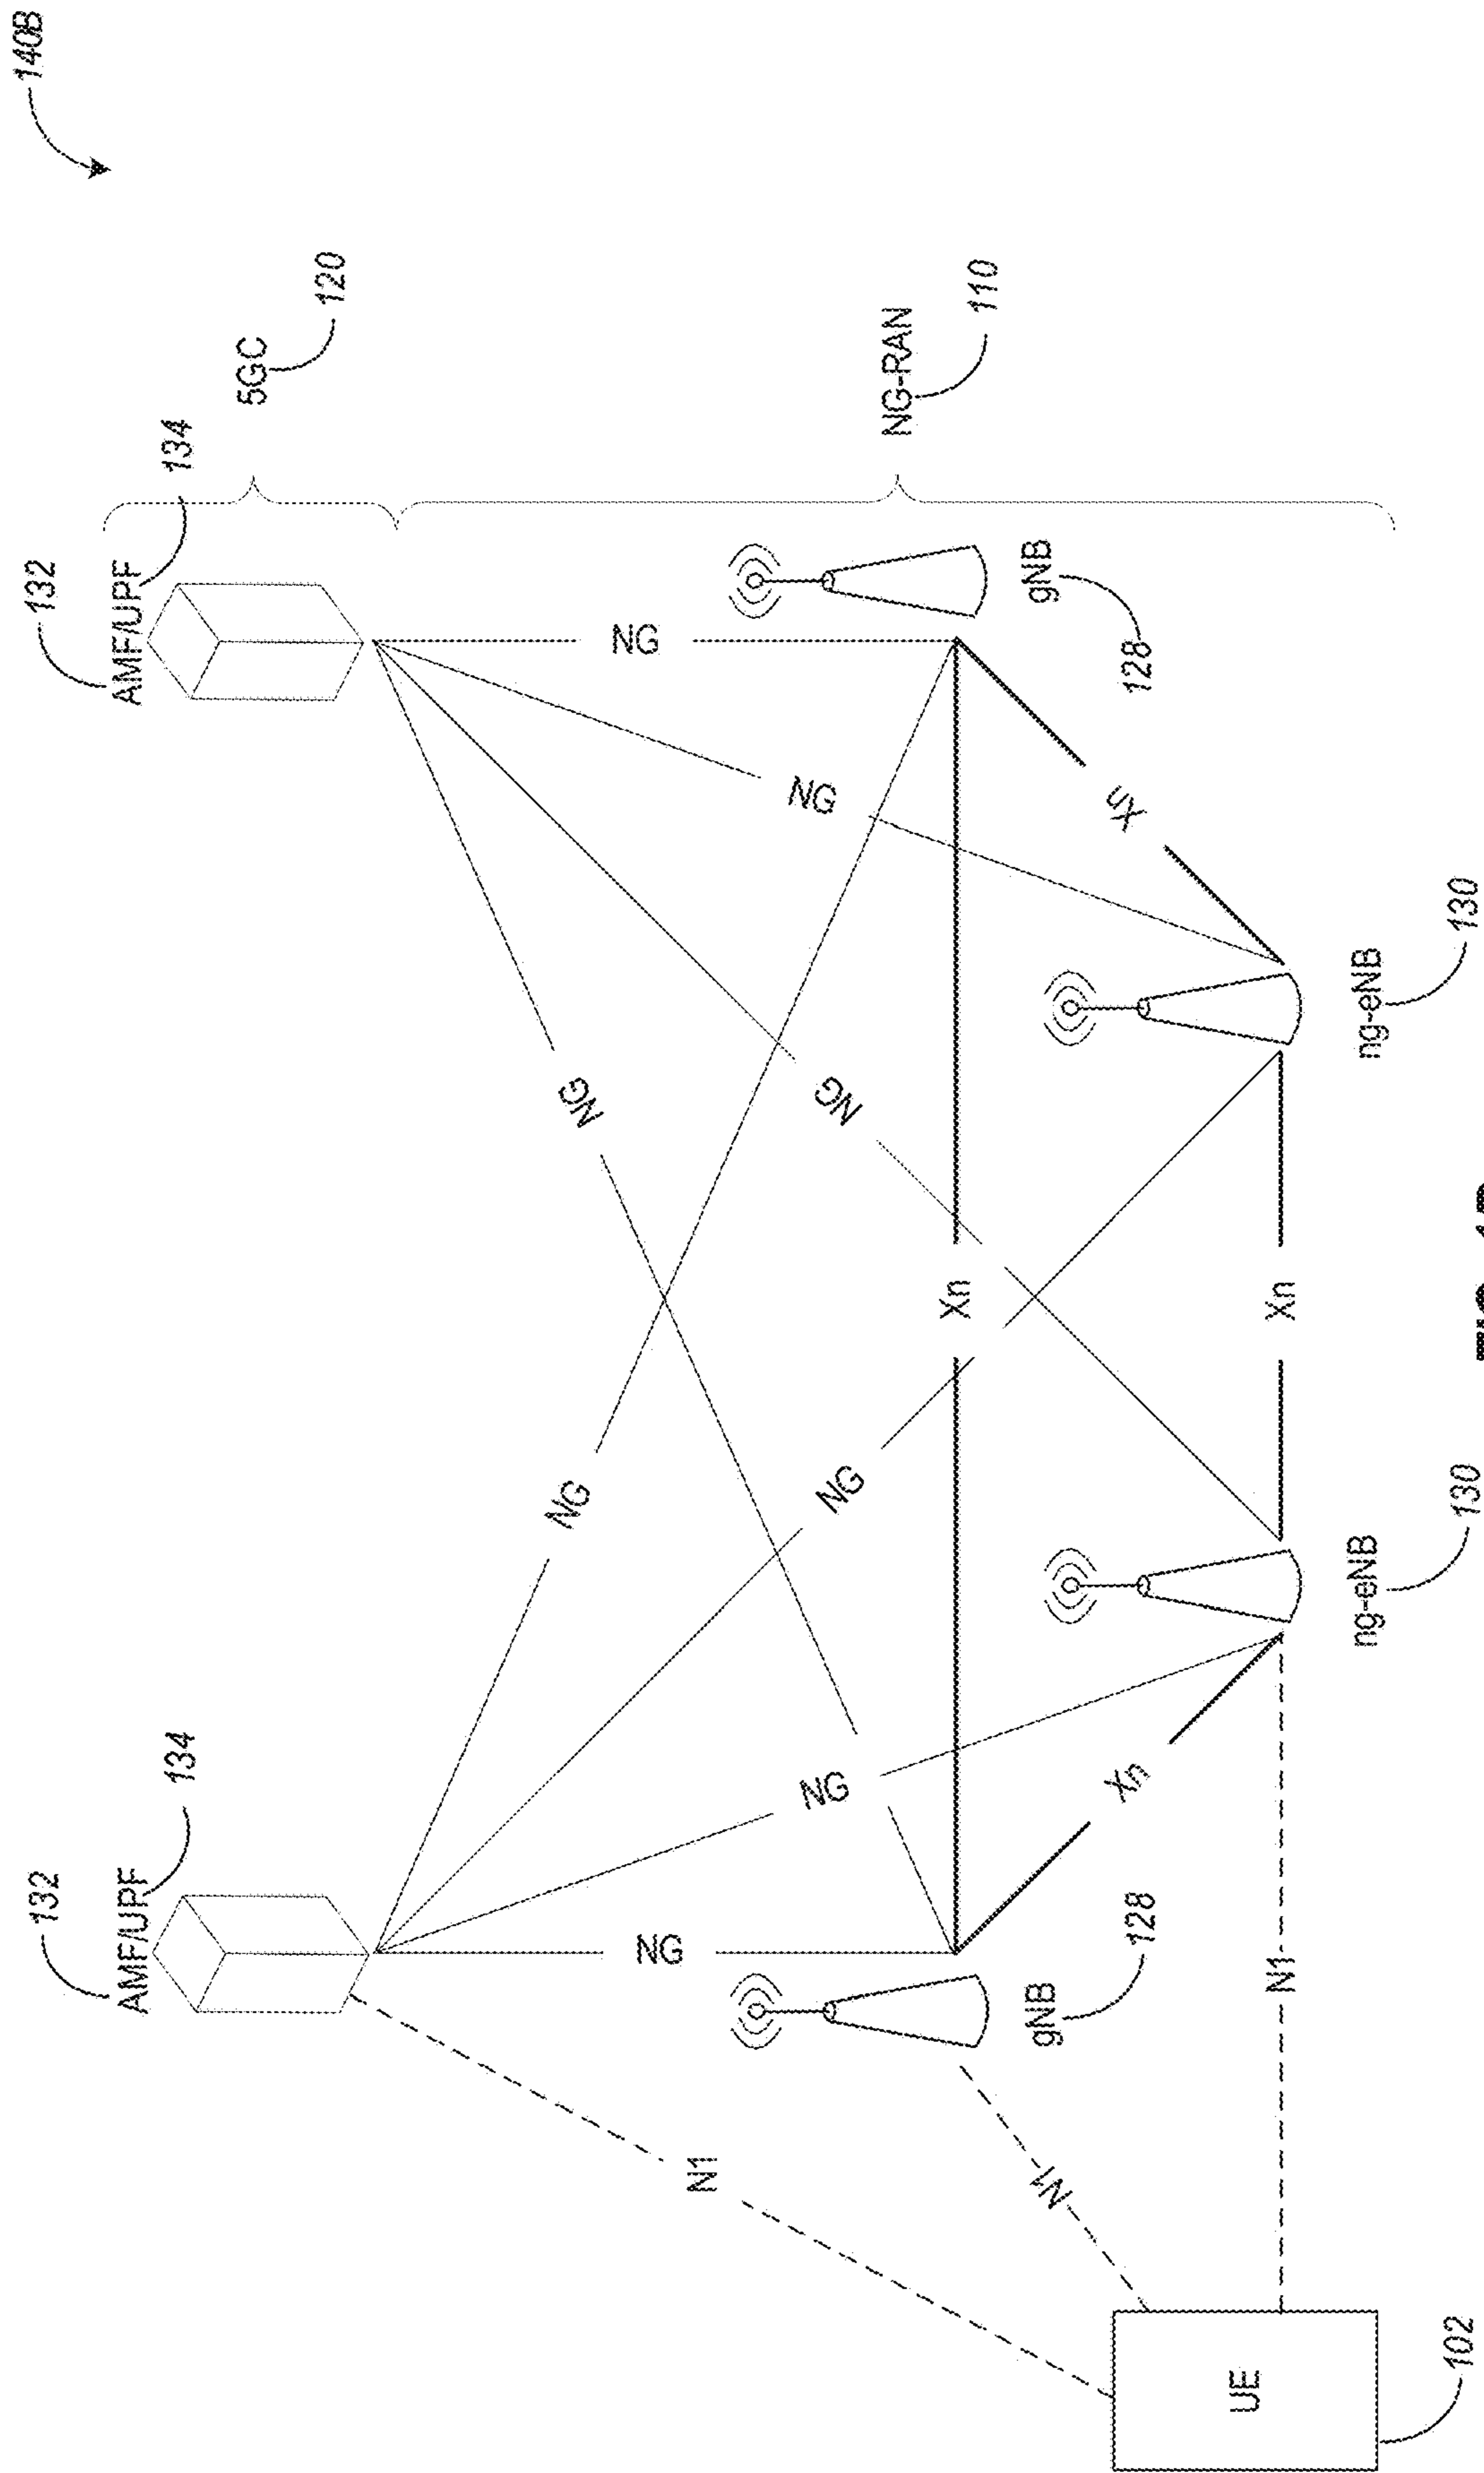 140B
132
132
AMF/UPF
AMF/UPF
134
134
5GC
120
NG
NG
NG
NG
N1
NG
NG
NG
NG
NG-RAN
110
Xn
gNB
gNB
N1
Xn
Xn
128
128
UE
N1
Xn
ng-eNB
ng-eNB
102
130
130